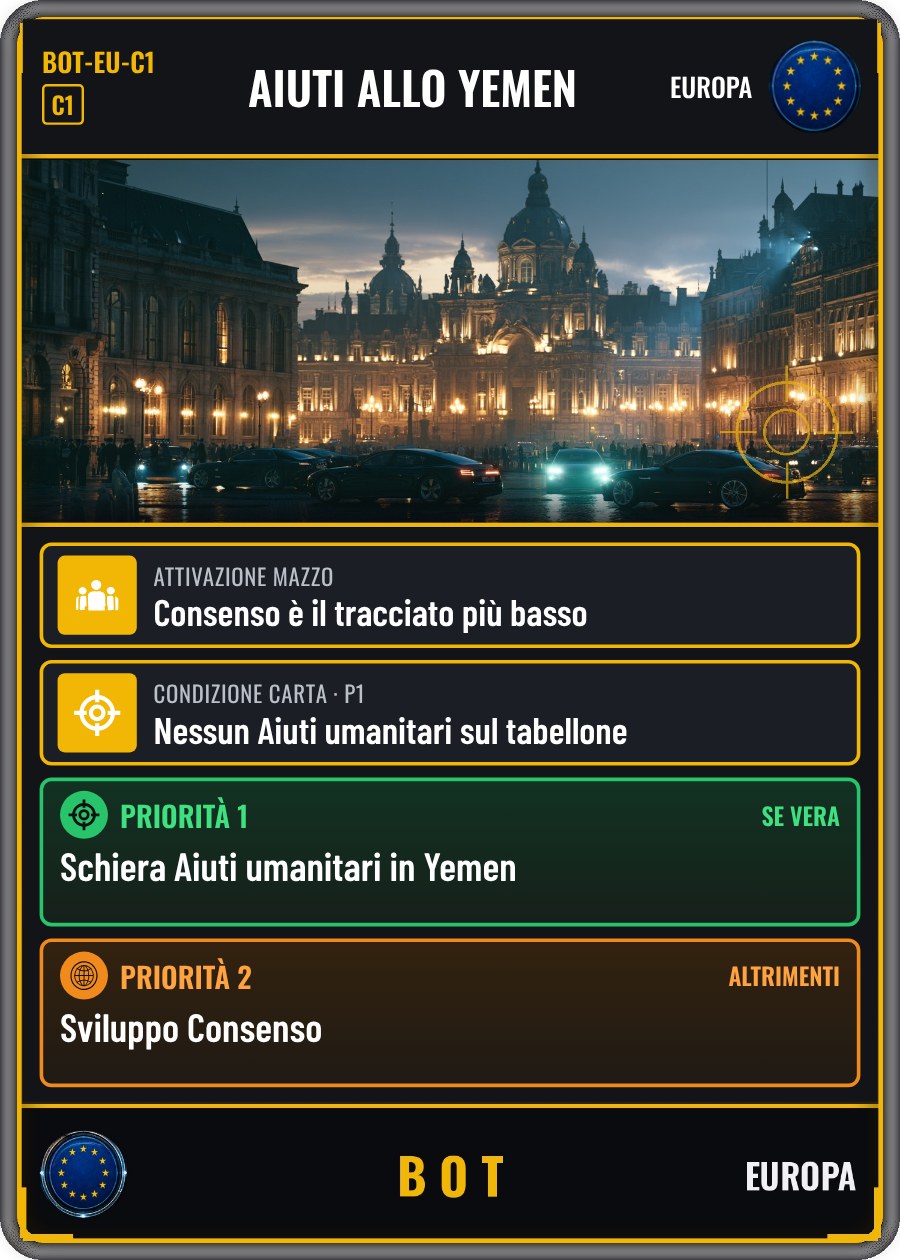 BOT-EU-C1
C1
AIUTI ALLO YEMEN
EUROPA
ATTIVAZIONE MAZZO
Consenso è il tracciato più basso
CONDIZIONE CARTA · P1
Nessun Aiuti umanitari sul tabellone
PRIORITÀ 1
SE VERA
Schiera Aiuti umanitari in Yemen
PRIORITÀ 2
ALTRIMENTI
Sviluppo Consenso
BOT
EUROPA